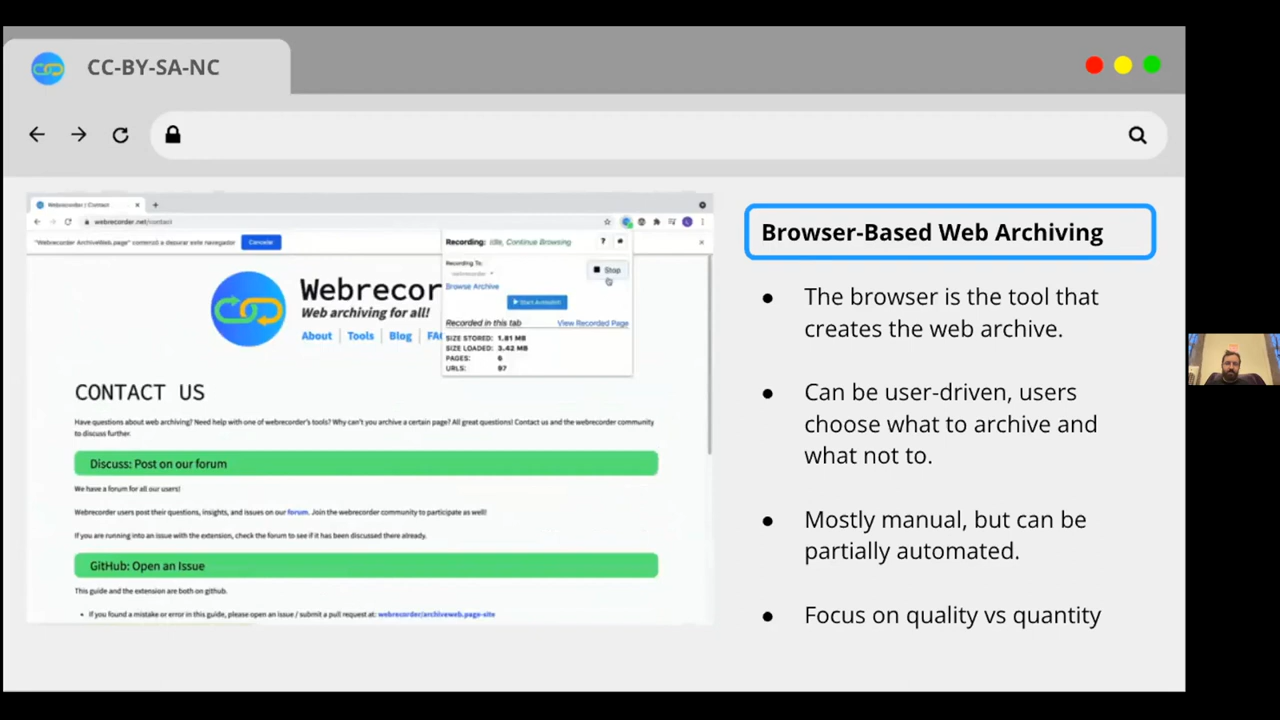 CC-BY-SA-NC
Webrecorder | Contact
webrecorder.net/contact
"Webrecorder ArchiveWeb.page" comenzó a depurar este navegador
Cancelar
Recording: Idle, Continue Browsing
?
Recording To:
Stop
Browse Archive
Start Autopilot!
Recorded in this tab
View Recorded Page
SIZE STORED: 1.81 MB
SIZE LOADED: 3.42 MB
PAGES: 6
URLS: 97
Webrecor
Web archiving for all!
About | Tools | Blog | FAQ
CONTACT US
Have questions about web archiving? Need help with one of webrecorder's tools? Why can't you archive a certain page? All great questions! Contact us and the webrecorder community
to discuss further.
Discuss: Post on our forum
We have a forum for all our users!
Webrecorder users post their questions, insights, and issues on our forum. Join the webrecorder community to participate as well!
If you are running into an issue with the extension, check the forum to see if it has been discussed there already.
GitHub: Open an Issue
This guide and the extension are both on github.
• If you found a mistake or error in this guide, please open an issue / submit a pull request at: webrecorder/archiveweb.page-site
Browser-Based Web Archiving
● The browser is the tool that
creates the web archive.
● Can be user-driven, users
choose what to archive and
what not to.
● Mostly manual, but can be
partially automated.
● Focus on quality vs quantity